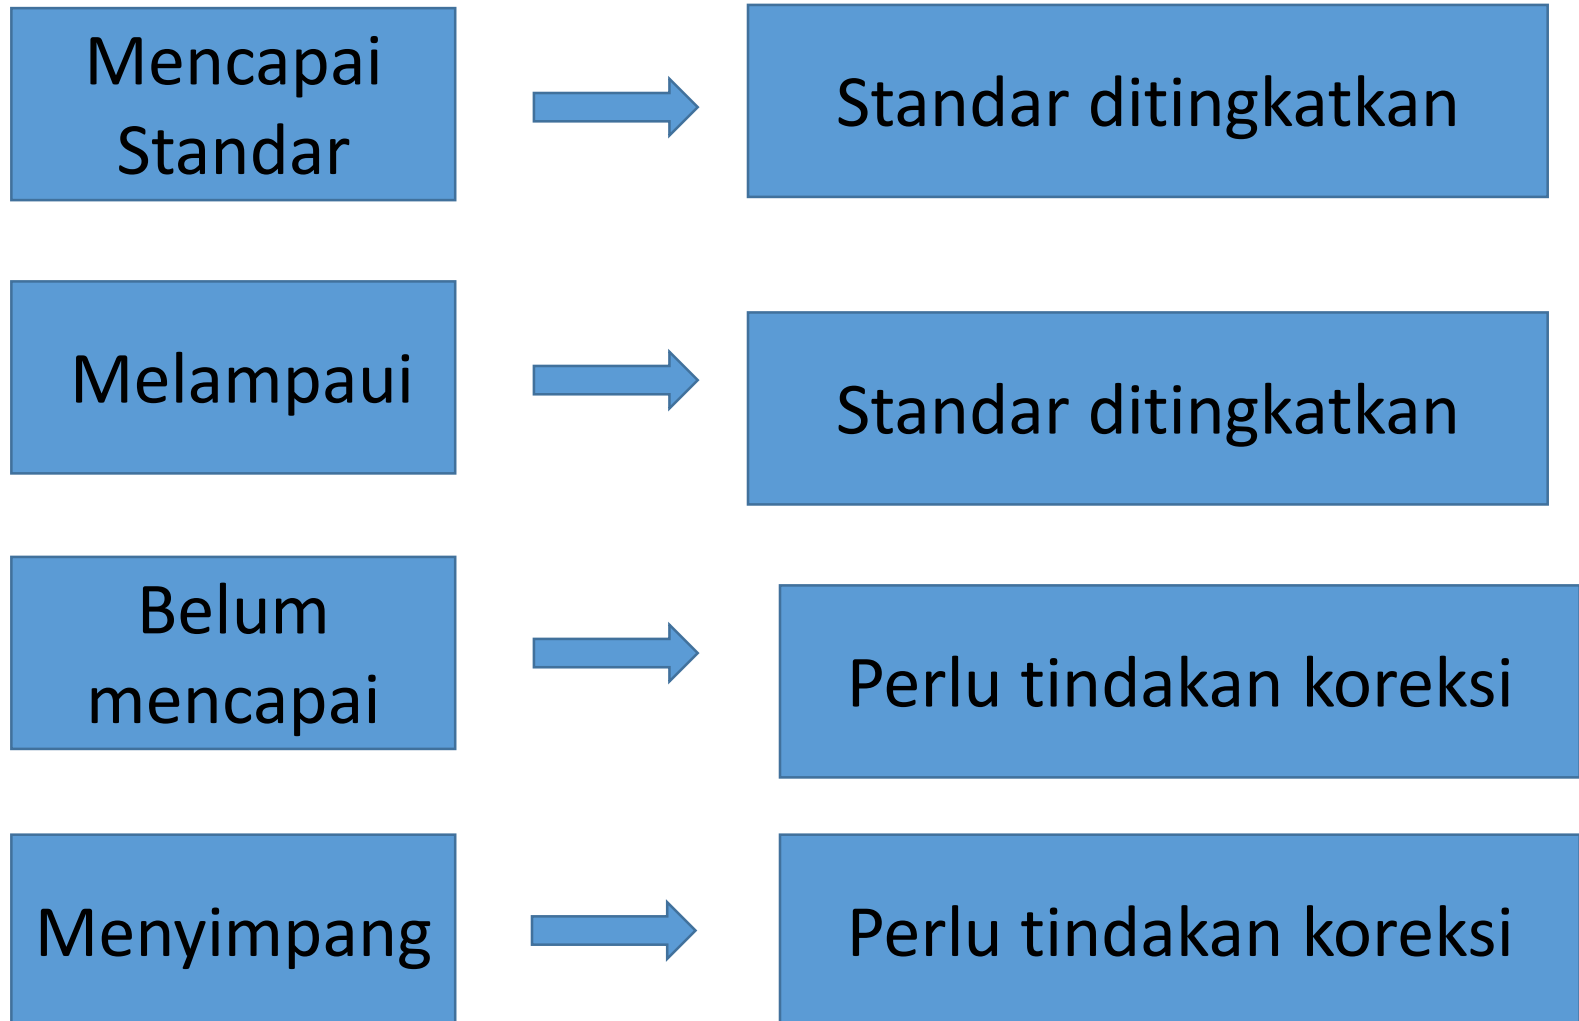 Mencapai
Standar
Standar ditingkatkan
Melampaui
Standar ditingkatkan
Belum
mencapai
Perlu tindakan koreksi
Menyimpang
Perlu tindakan koreksi